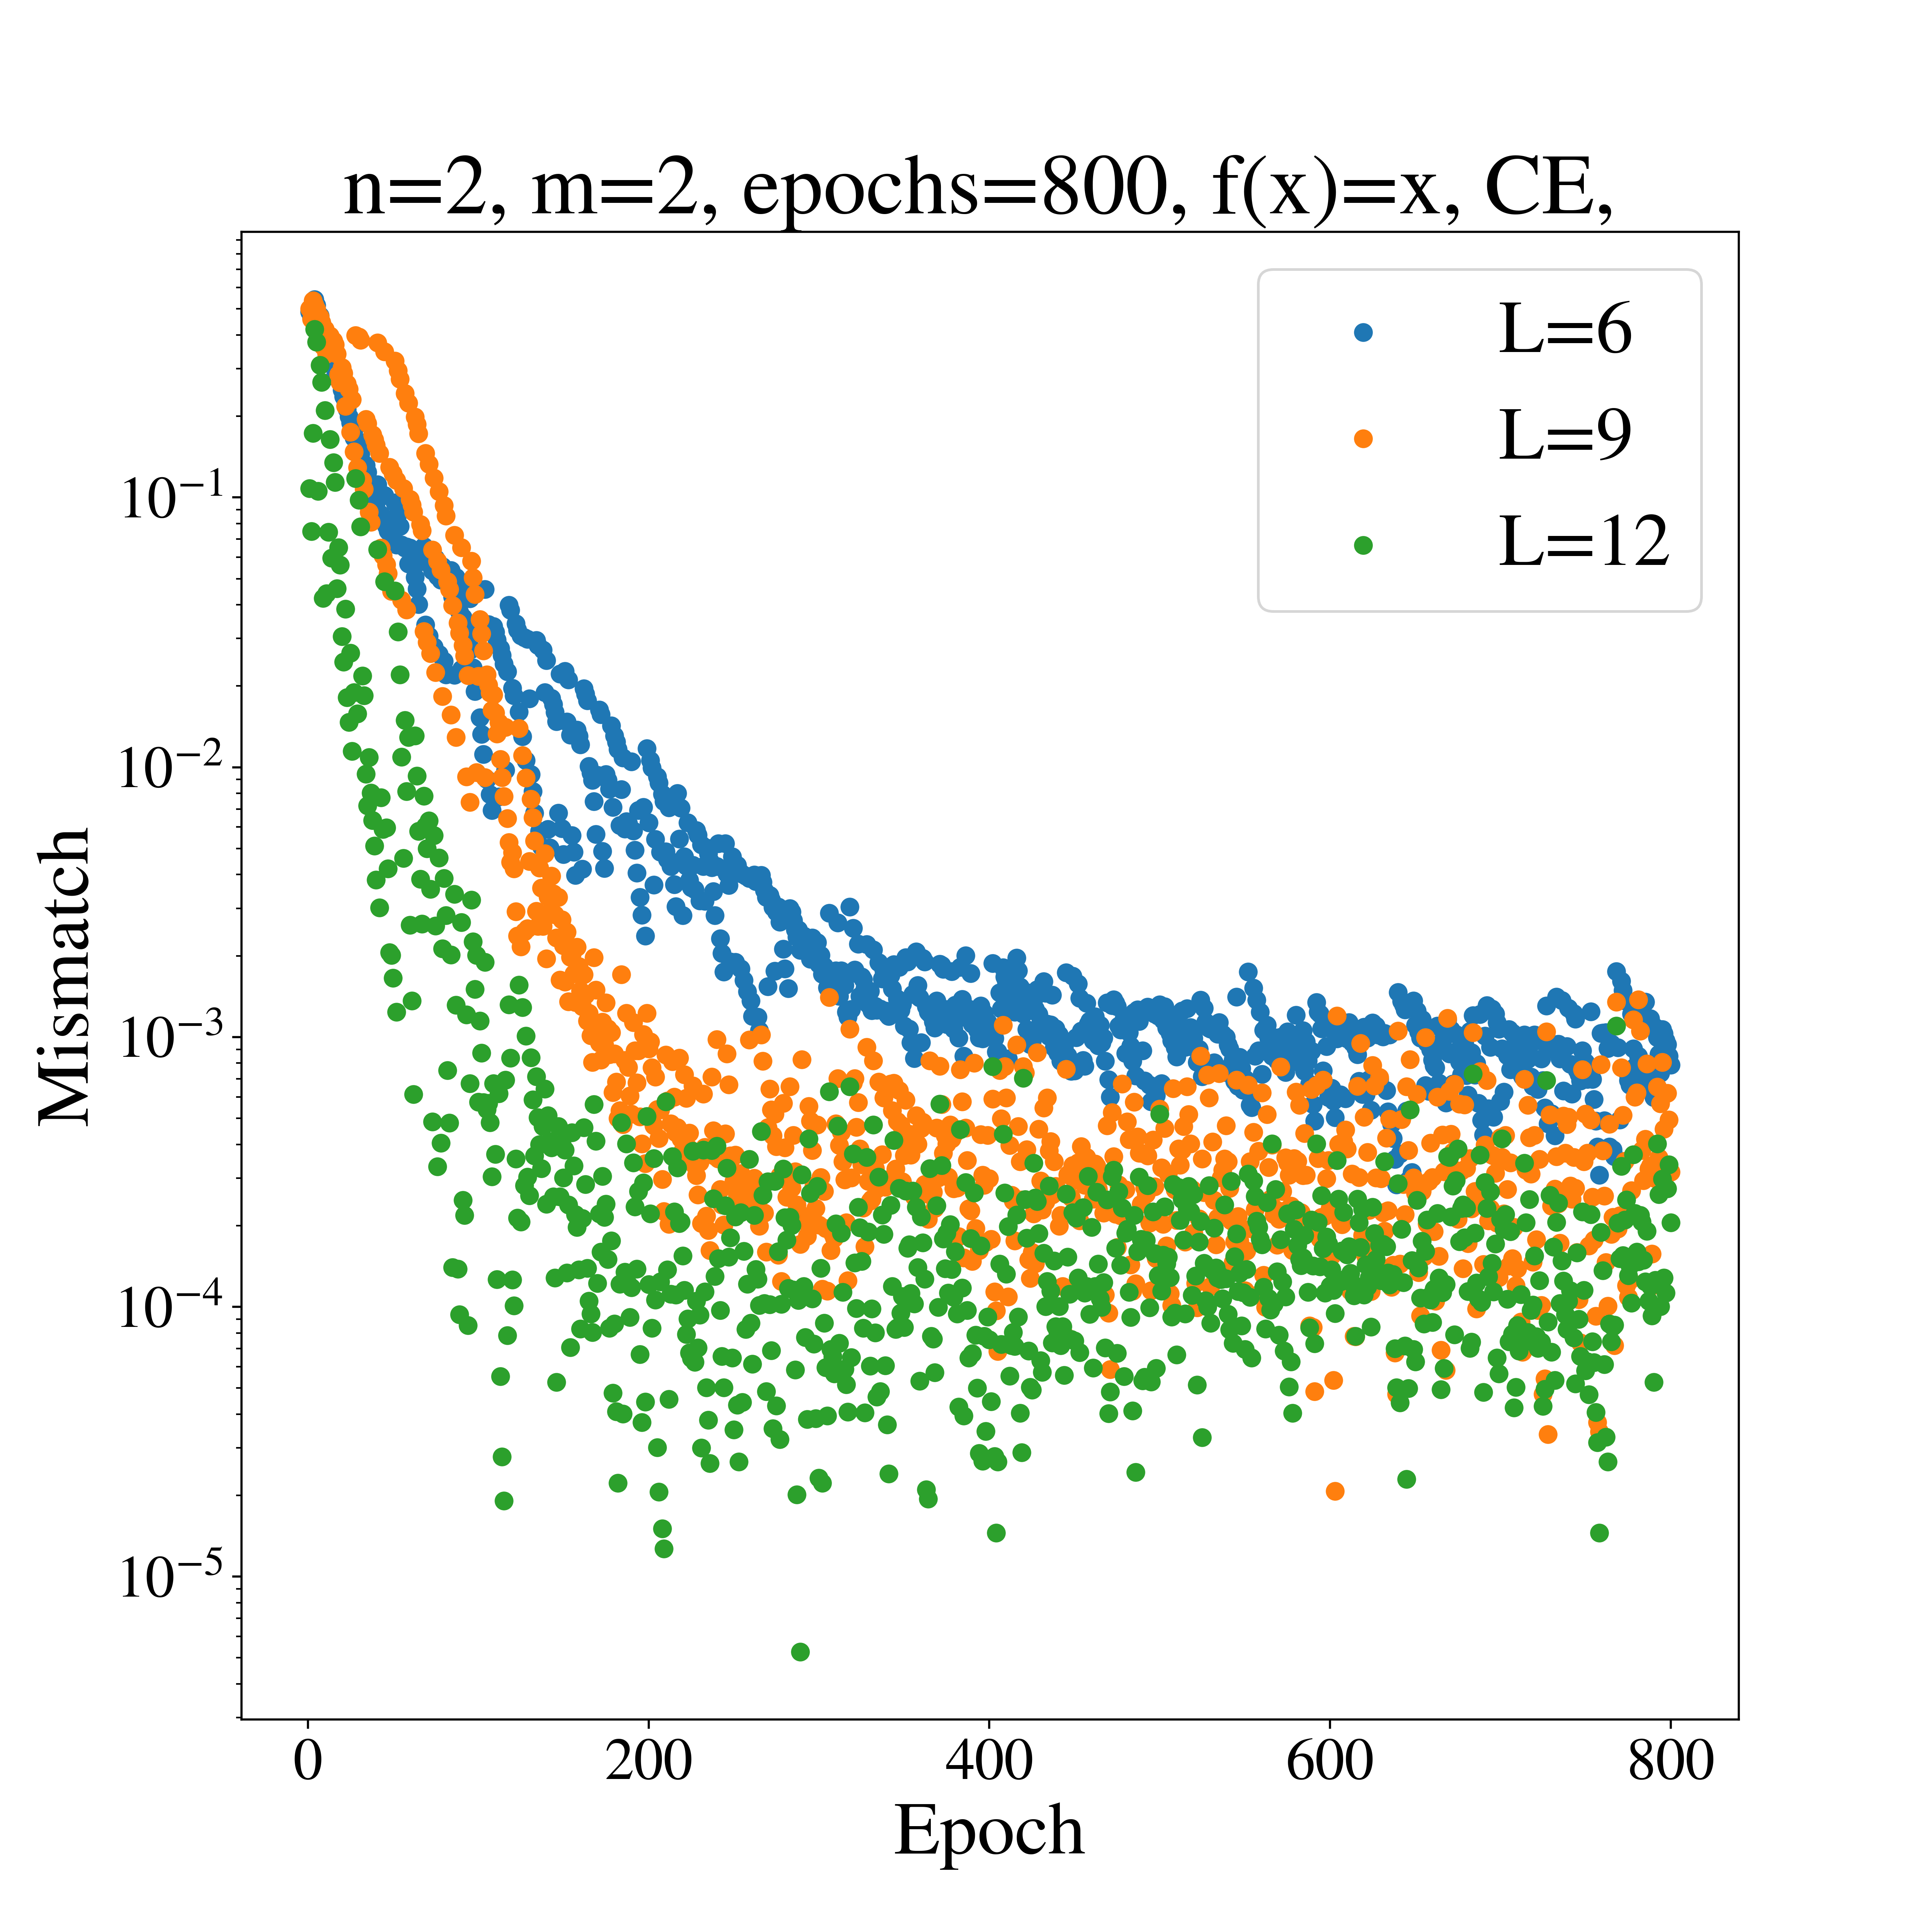 n=2, m=2, epochs=800, f(x)=x, CE,
L=6
L=9
L=12
Mismatch
10⁻¹
10⁻²
10⁻³
10⁻⁴
10⁻⁵
0 200 400 600 800
Epoch